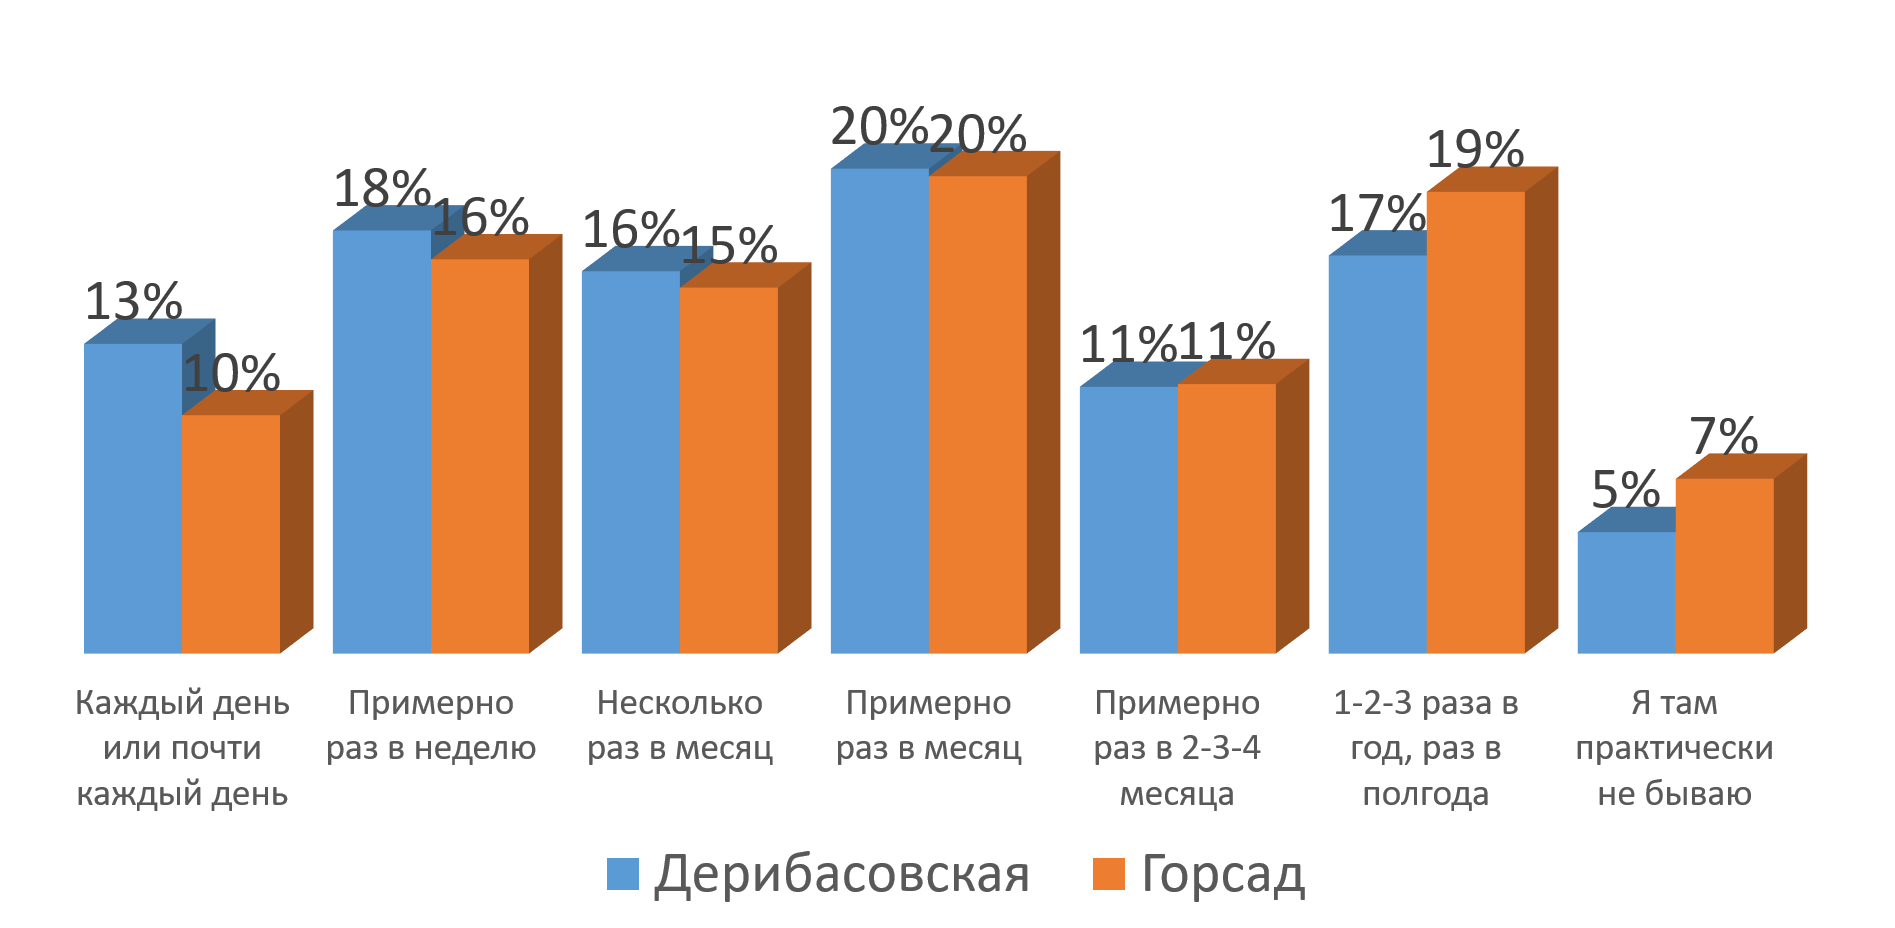 13%
10%
18%
16%
16%
15%
20%
20%
11%
11%
17%
19%
5%
7%
Каждый день
или почти
каждый день
Примерно
раз в неделю
Несколько
раз в месяц
Примерно
раз в месяц
Примерно
раз в 2-3-4
месяца
1-2-3 раза в
год, раз в
полгода
Я там
практически
не бываю
Дерибасовская
Горсад